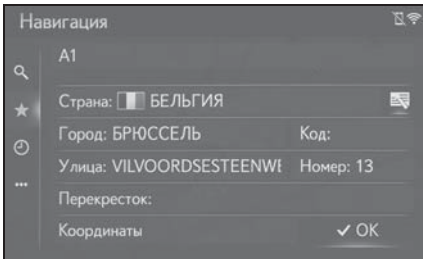 Навигация
A1
Страна: БЕЛЬГИЯ
Город: БРЮССЕЛЬ Код:
Улица: VILVOORDSESTEENWE Номер: 13
Перекресток:
Координаты OK